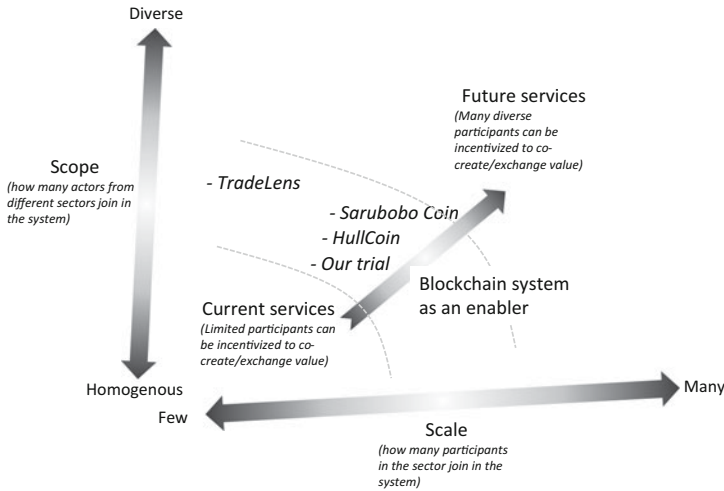 Diverse
Future services
(Many diverse
participants can be
incentivized to co-
create/exchange value)
Scope
(how many actors from
different sectors join in
the system)
- TradeLens
- Sarubobo Coin
- HullCoin
- Our trial
Blockchain system
as an enabler
Current services
(Limited participants can
be incentivized to co-
create/exchange value)
Homogenous
Few
Many
Scale
(how many participants
in the sector join in the
system)